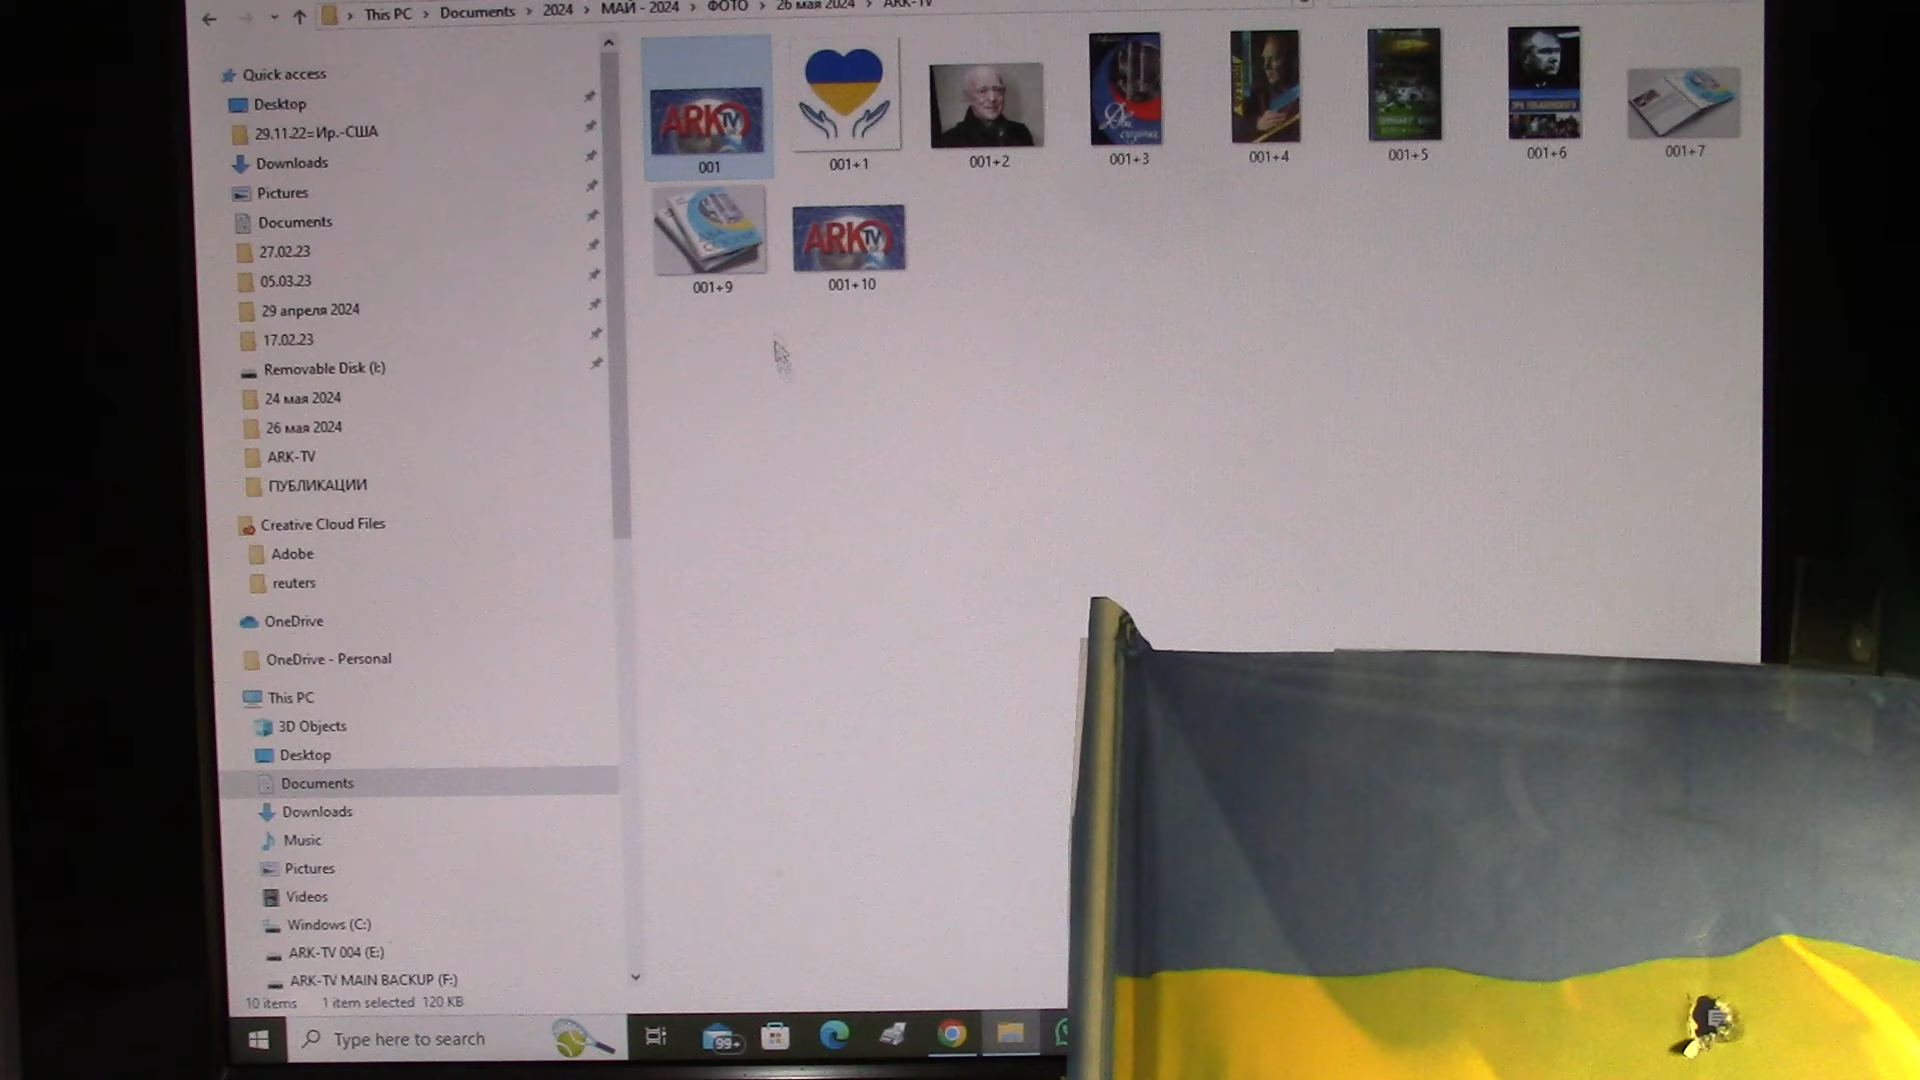 This PC > Documents > 2024 > МАЙ - 2024 > ФОТО > 26 мая 2024 > ARK-TV
Quick access
Desktop
29.11.22=Ир.-США
Downloads
Pictures
Documents
27.02.23
05.03.23
29 апреля 2024
17.02.23
Removable Disk (I:)
24 мая 2024
26 мая 2024
ARK-TV
ПУБЛИКАЦИИ
Creative Cloud Files
Adobe
reuters
OneDrive
OneDrive - Personal
This PC
3D Objects
Desktop
Documents
Downloads
Music
Pictures
Videos
Windows (C:)
ARK-TV 004 (E:)
ARK-TV MAIN BACKUP (F:)
10 items 1 item selected 120 KB
ARK TV
001
001+1
001+2
Два
001+3
001+4
001+5
001+6
001+7
001+9
ARK TV
001+10
Type here to search
99+